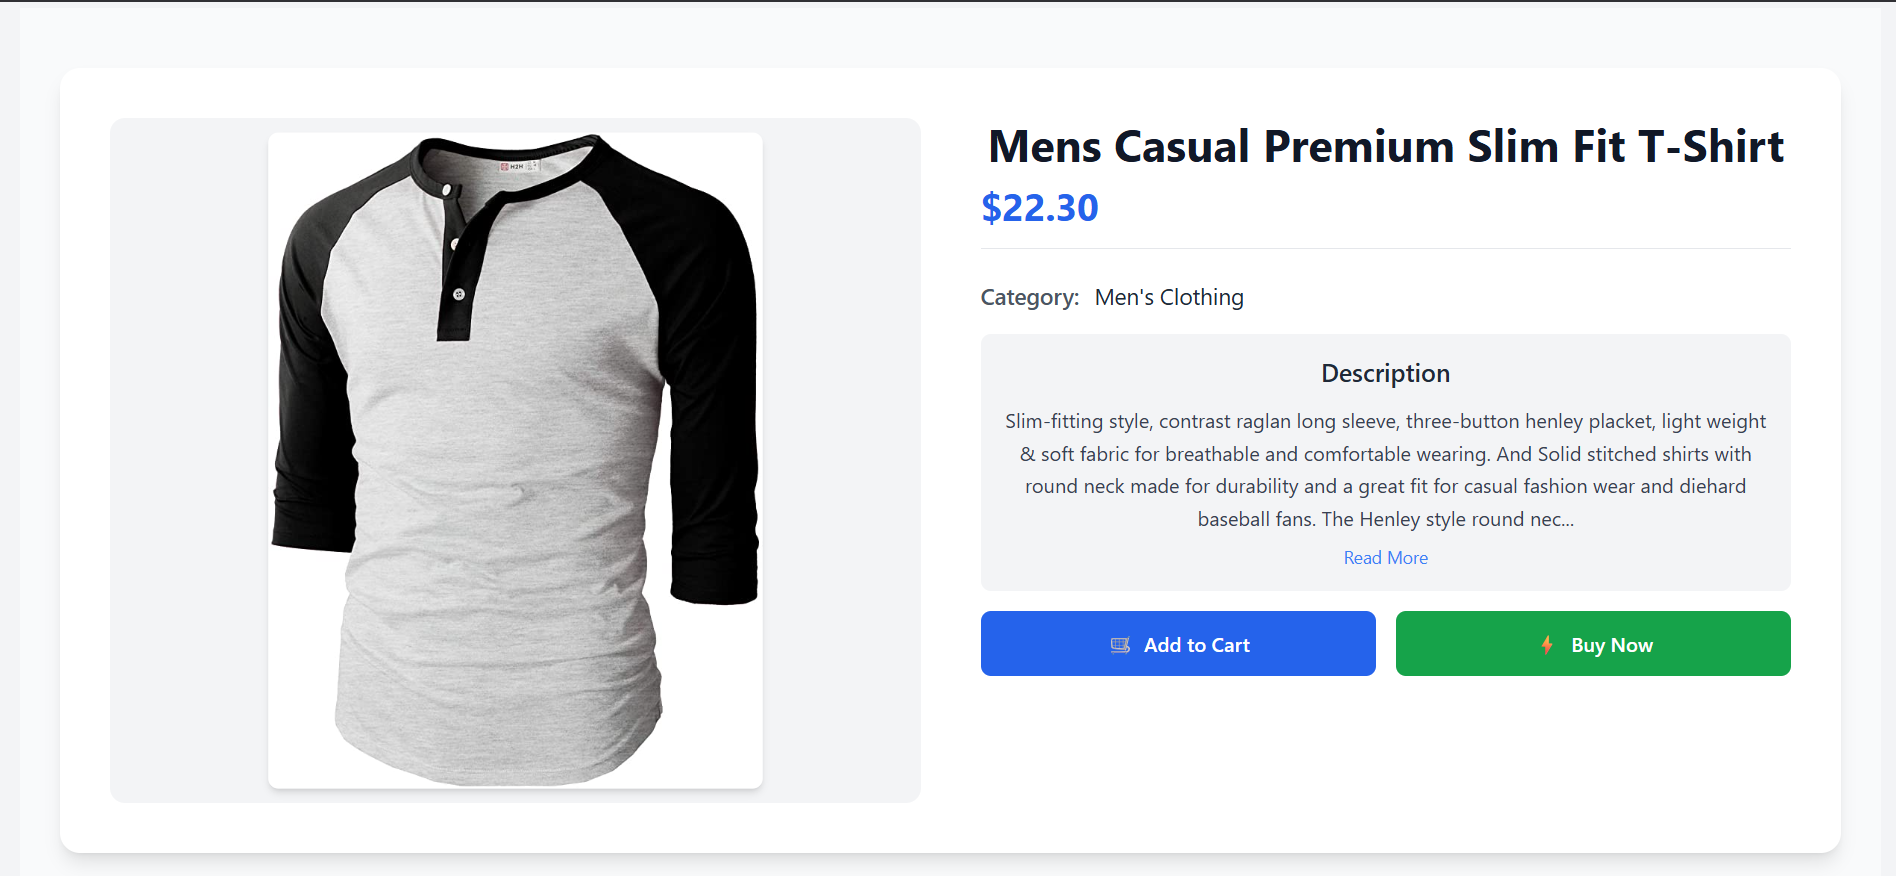 H2H
Mens Casual Premium Slim Fit T-Shirt
$22.30
Category: Men's Clothing
Description
Slim-fitting style, contrast raglan long sleeve, three-button henley placket, light weight
& soft fabric for breathable and comfortable wearing. And Solid stitched shirts with
round neck made for durability and a great fit for casual fashion wear and diehard
baseball fans. The Henley style round nec...
Read More
Add to Cart
Buy Now